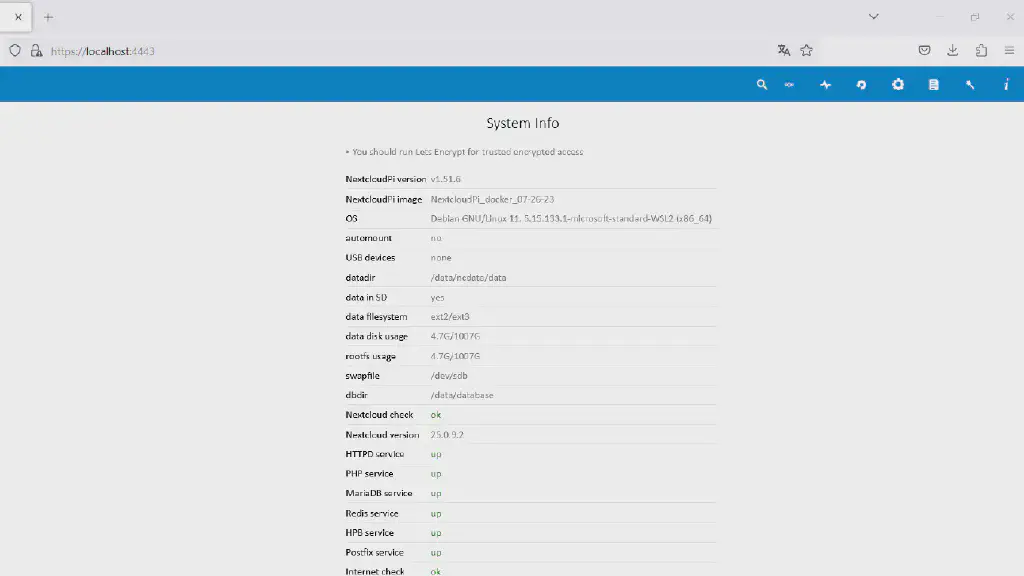 https://localhost:4443
System Info
• You should run Lets Encrypt for trusted encrypted access
NextcloudPi version v1.51.6
NextcloudPi image NextcloudPi_docker_07-26-23
OS Debian GNU/Linux 11. 5.15.133.1-microsoft-standard-WSL2 (x86_64)
automount no
USB devices none
datadir /data/ncdata/data
data in SD yes
data filesystem ext2/ext3
data disk usage 4.7G/1007G
rootfs usage 4.7G/1007G
swapfile /dev/sdb
dbdir /data/database
Nextcloud check ok
Nextcloud version 25.0.9.2
HTTPD service up
PHP service up
MariaDB service up
Redis service up
HPB service up
Postfix service up
Internet check ok